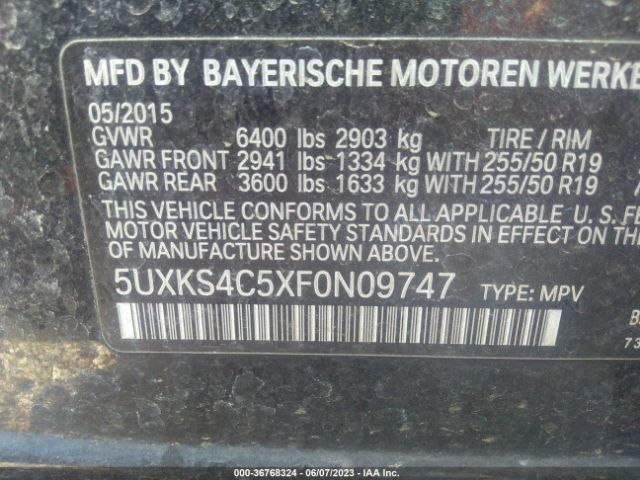 MFD BY BAYERISCHE MOTOREN WERKE
05/2015
GVWR 6400 lbs 2903 kg TIRE / RIM
GAWR FRONT 2941 lbs-1334 kg WITH 255/50 R19
GAWR REAR 3600 lbs 1633 kg WITH 255/50 R19
THIS VEHICLE CONFORMS TO ALL APPLICABLE U. S. F
MOTOR VEHICLE SAFETY STANDARDS IN EFFECT ON
OF MANUFACTURE SHOWN ABOVE.
5UXKS4C5XF0N09747 TYPE: MPV
73
000-36768324 | 06/07/2023 - IAA Inc.